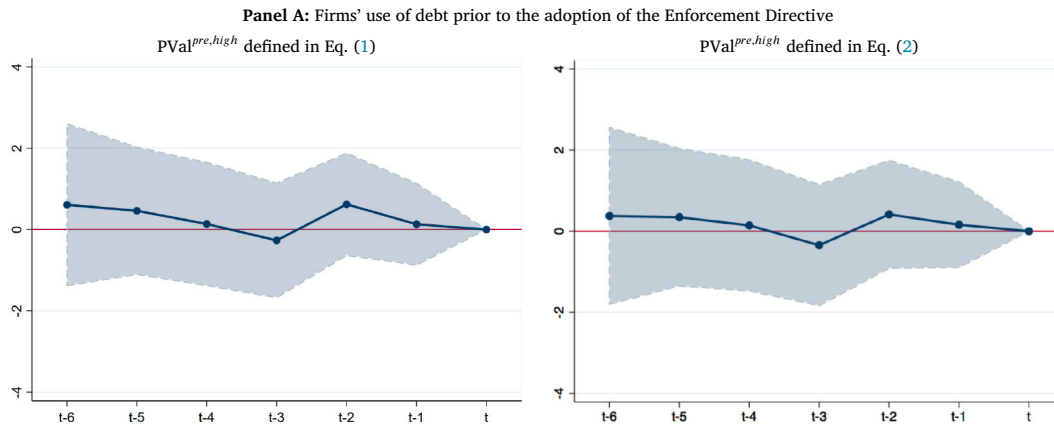 Panel A: Firms' use of debt prior to the adoption of the Enforcement Directive
PVal^pre,high defined in Eq. (1)
PVal^pre,high defined in Eq. (2)
4
2
0
-2
-4
t-6 t-5 t-4 t-3 t-2 t-1 t
4
2
0
-2
-4
t-6 t-5 t-4 t-3 t-2 t-1 t